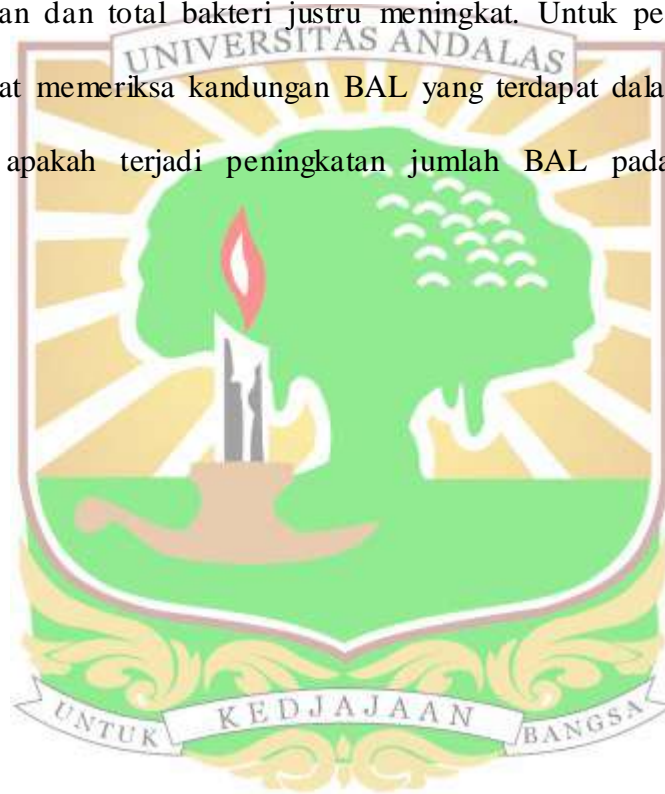 an dan total bakteri justru meningkat. Untuk pe
UNIVERSITAS ANDALAS
at memeriksa kandungan BAL yang terdapat dala
apakah terjadi peningkatan jumlah BAL pada
UNTUK KEDJAJAAN BANGSA